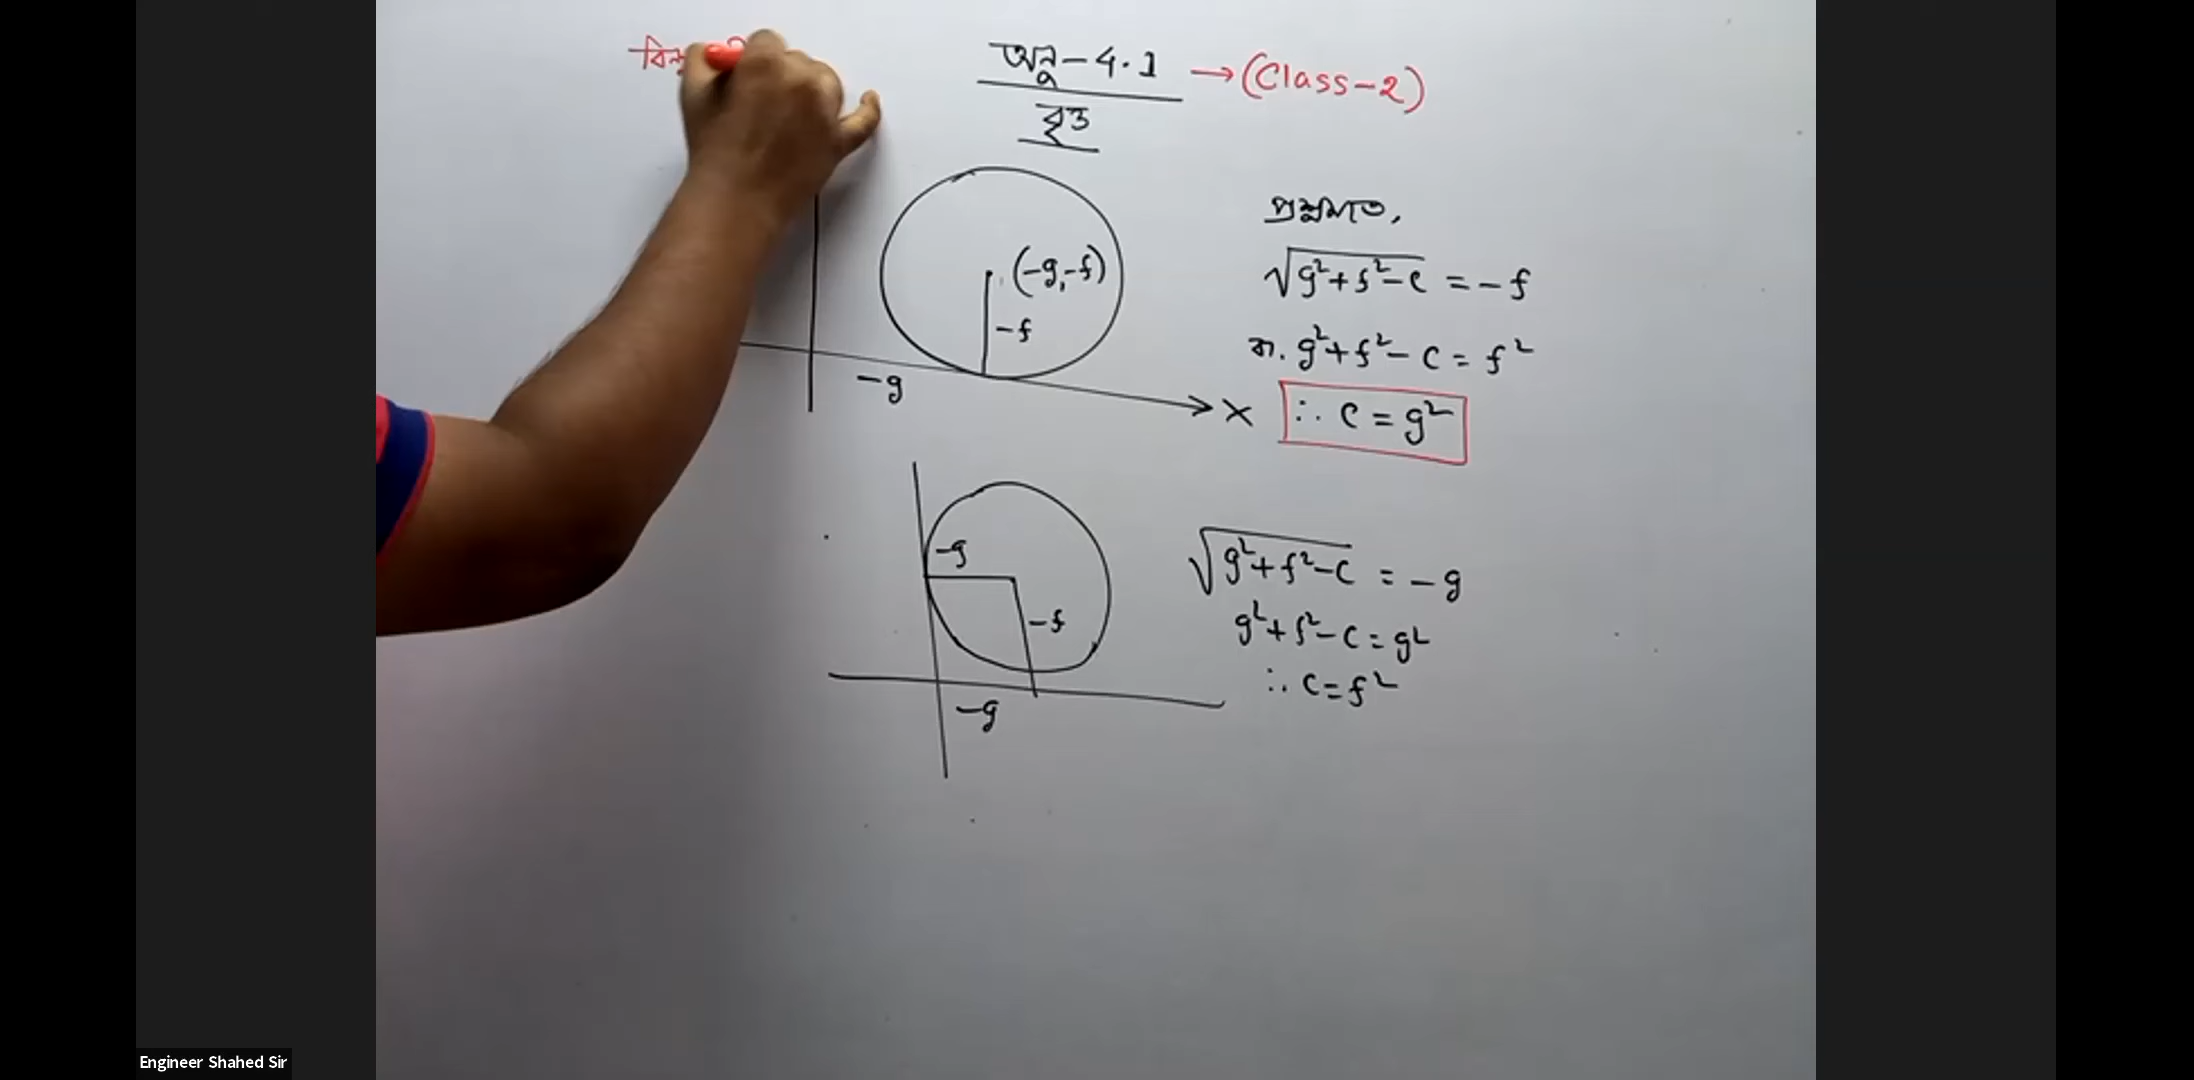 অনু-4.1 → (Class-2)
বৃত্ত
(-g,-f)
-f
-g
X
প্রশ্নমতে,
√g²+f²-c = -f
বা. g²+f²-c = f²
∴ c = g²
-g
-f
-g
√g²+f²-c = -g
g²+f²-c = g²
∴ c = f²
Engineer Shahed Sir